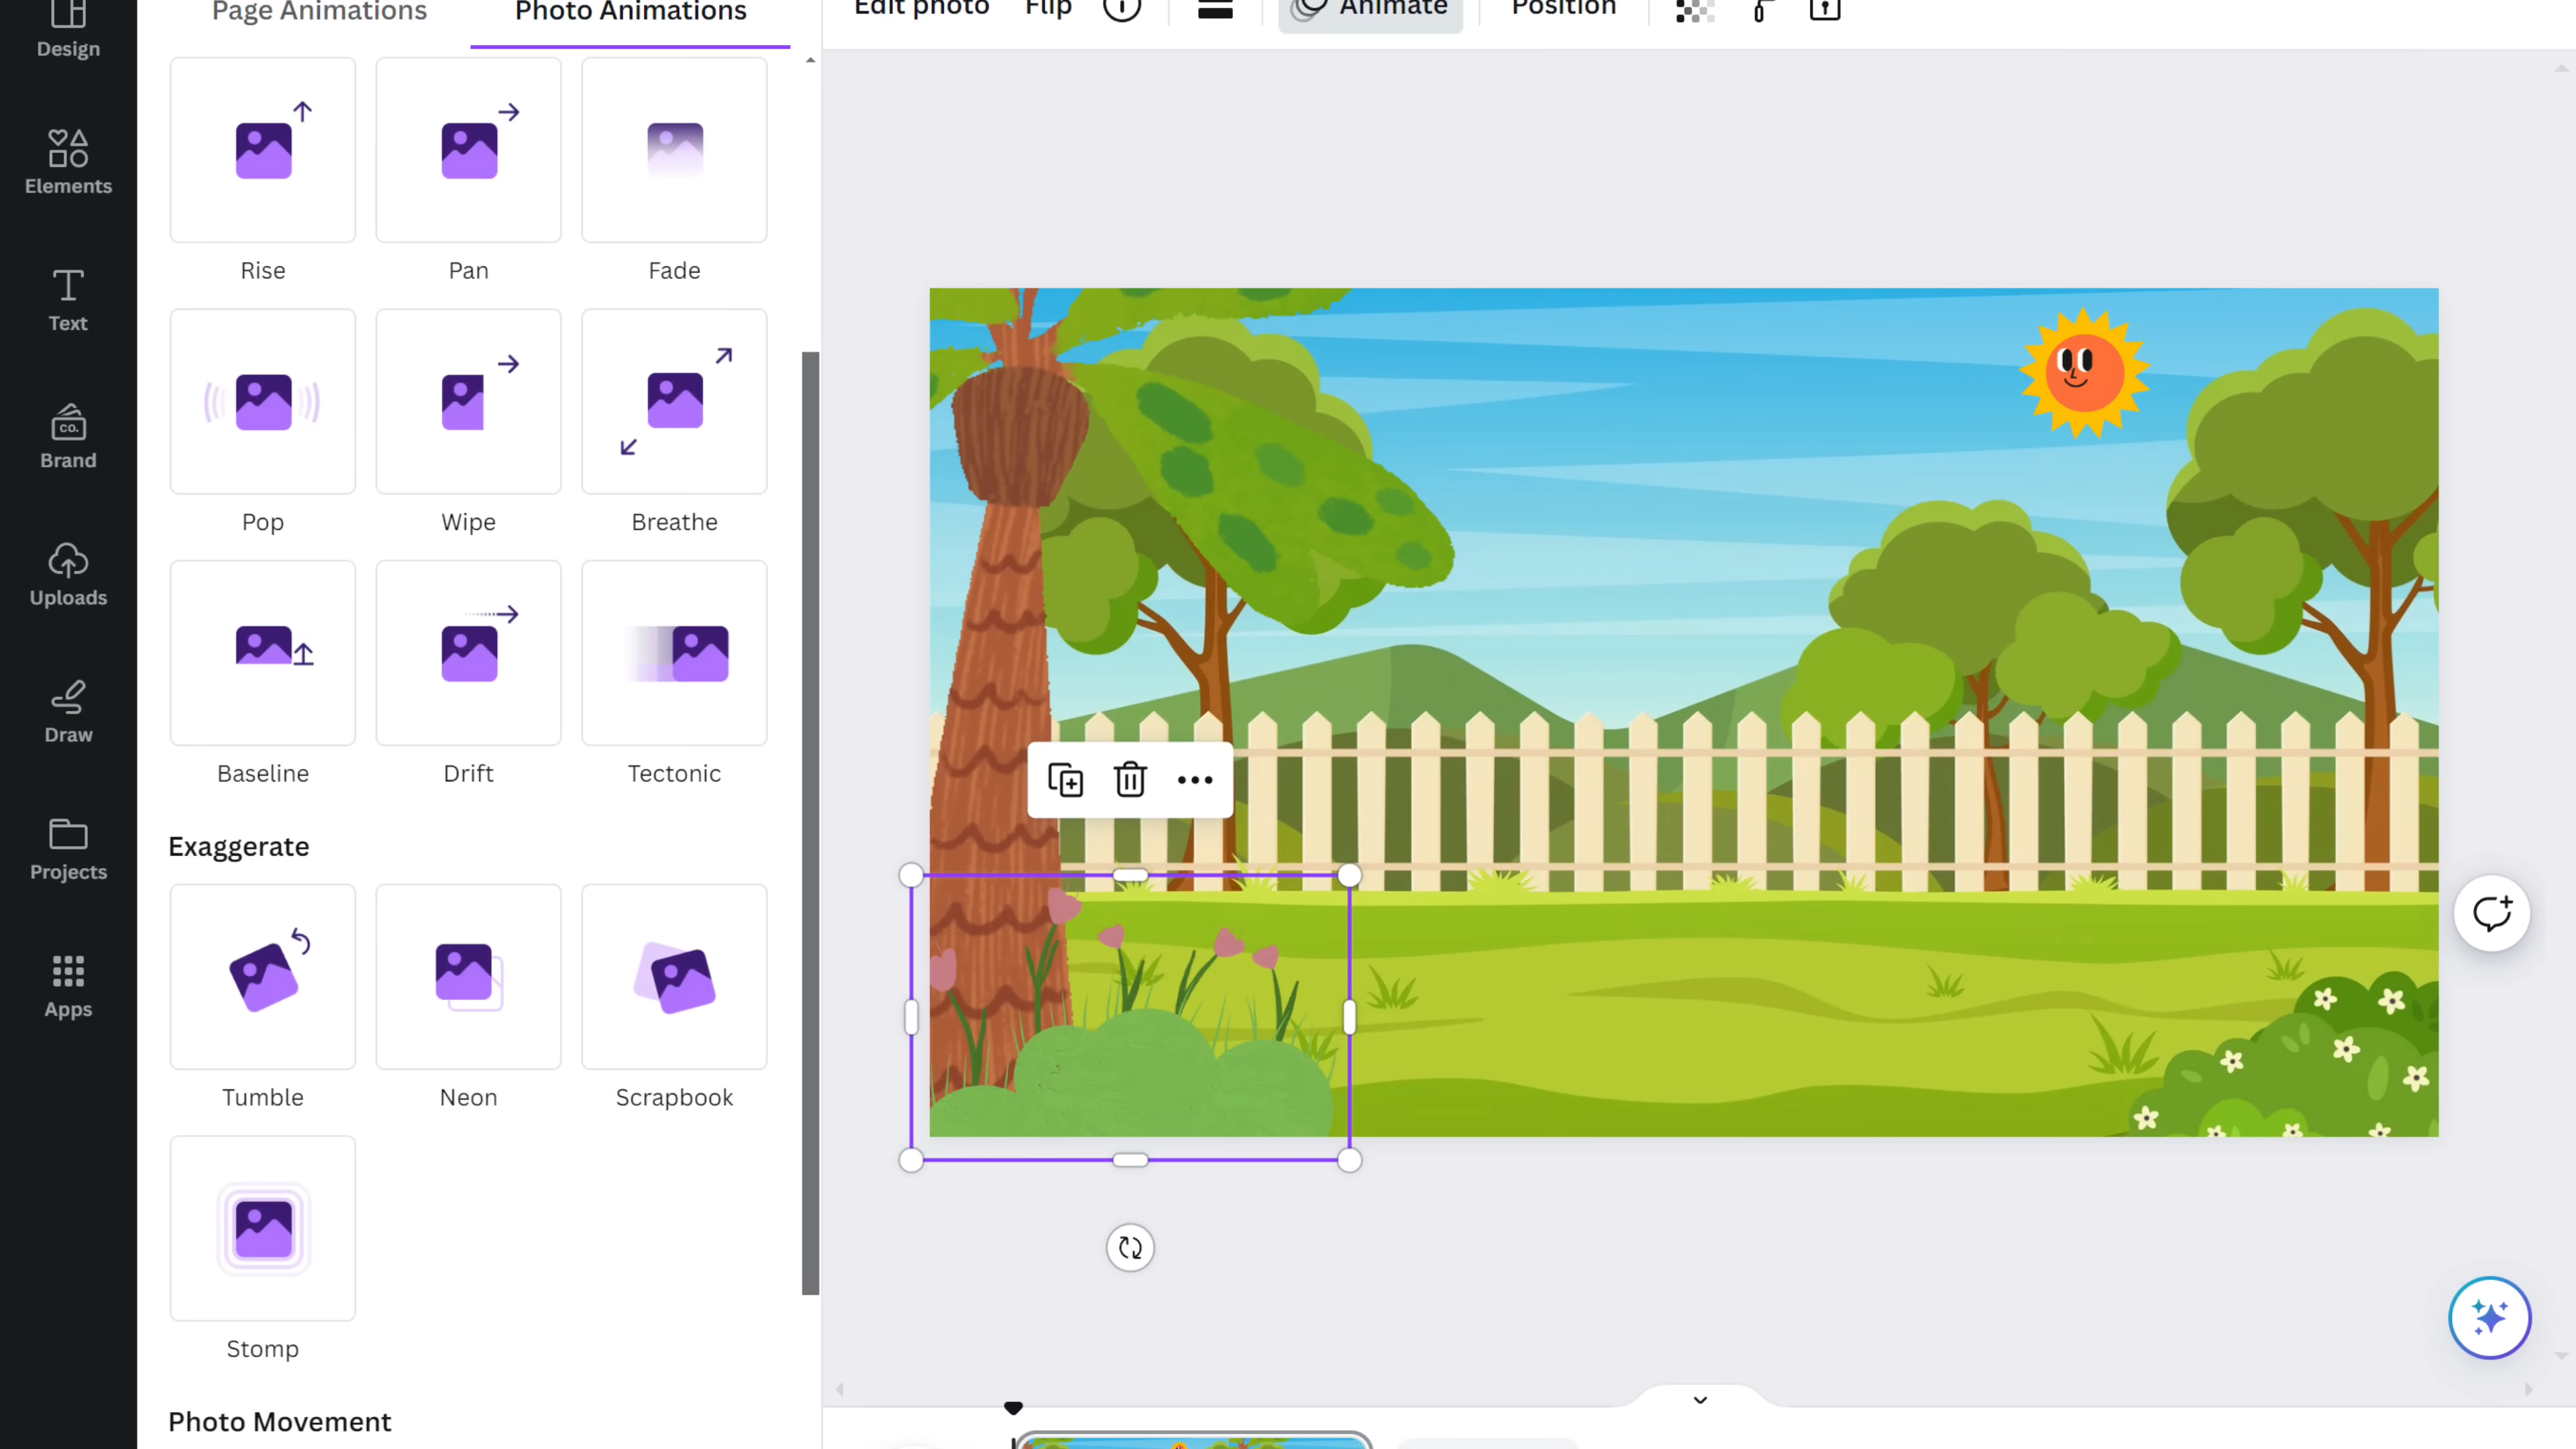 Page Animations
Photo Animations
Edit photo
Flip
Animate
Position
Design
Elements
Text
Brand
co.
Uploads
Draw
Projects
Apps
Rise
Pan
Fade
Pop
Wipe
Breathe
Baseline
Drift
Tectonic
Exaggerate
Tumble
Neon
Scrapbook
Stomp
Photo Movement